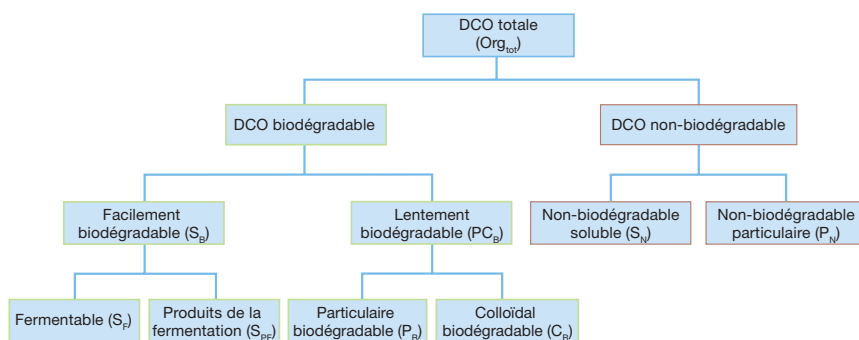 DCO totale
(Org_tot)
DCO biodégradable
DCO non-biodégradable
Facilement
biodégradable (S_B)
Lentement
biodégradable (PC_B)
Non-biodégradable
soluble (S_N)
Non-biodégradable
particulaire (P_N)
Fermentable (S_F)
Produits de la
fermentation (S_PF)
Particulaire
biodégradable (P_B)
Colloïdal
biodégradable (C_B)